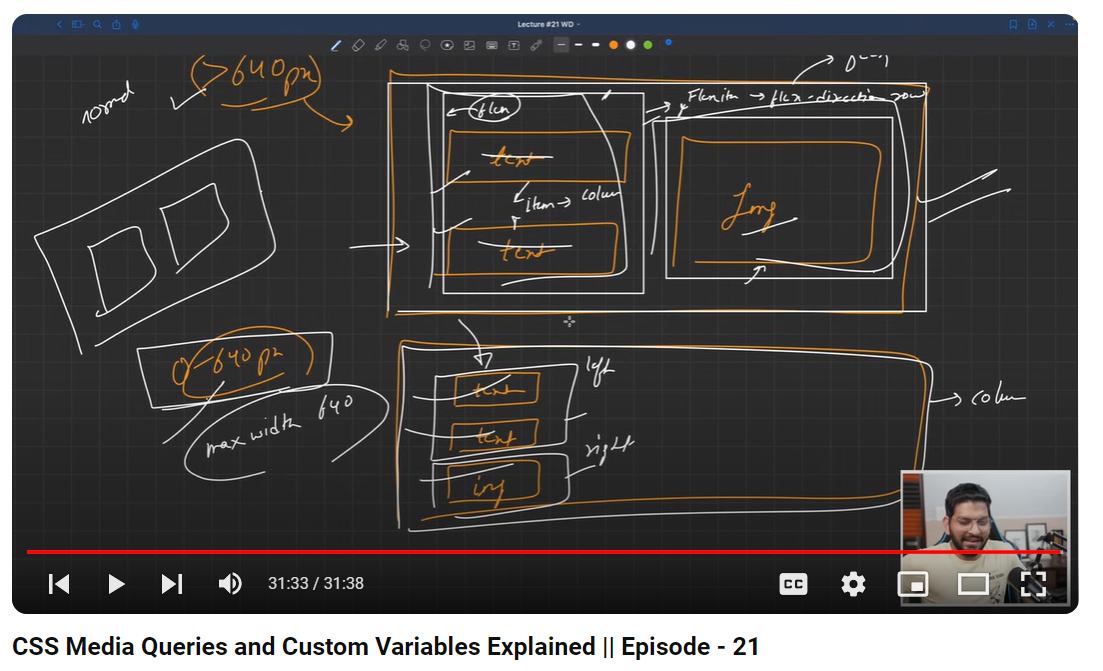 Lecture #21 WD
normal
(>640px)
flex
Flexitem → flex-direction row
text
item → colum
text
Img
0-640px
max width 640
text
text
img
left
right
→ colum
31:33 / 31:38
CC
CSS Media Queries and Custom Variables Explained || Episode - 21